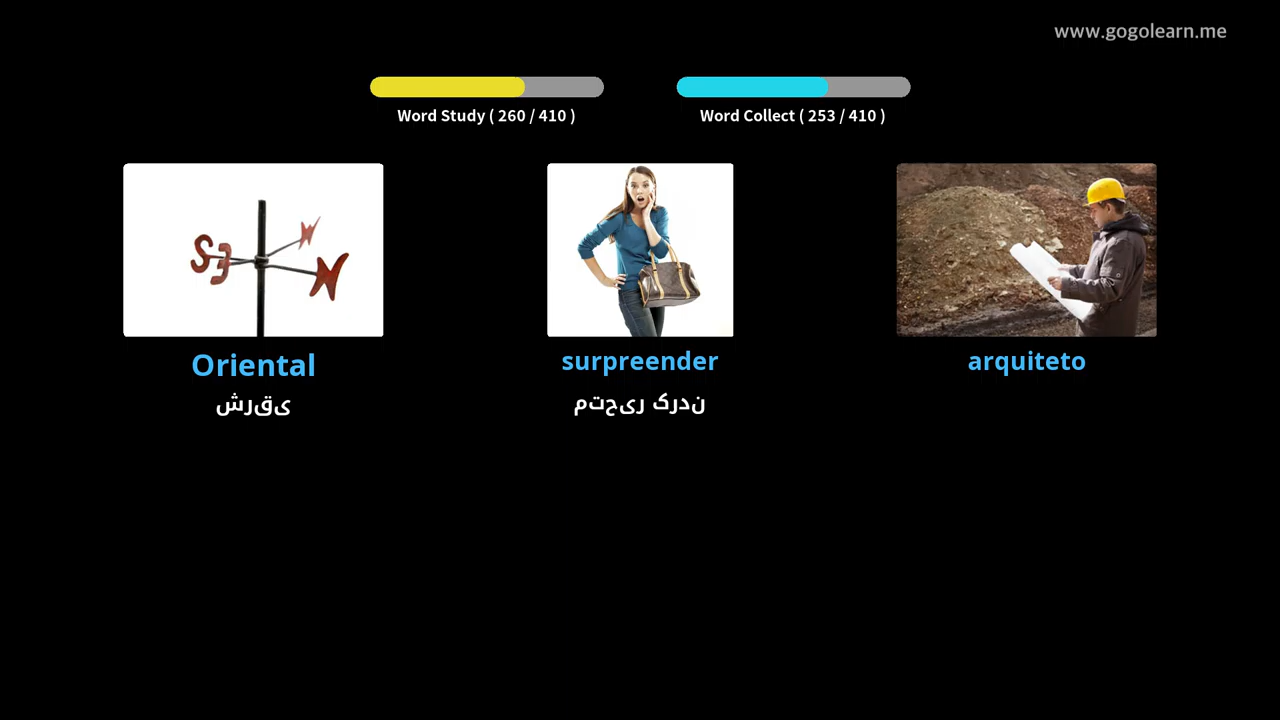 www.gogolearn.me
Word Study ( 260 / 410 )
Word Collect ( 253 / 410 )
Oriental
شرقی
surpreender
متحیر کردن
arquiteto